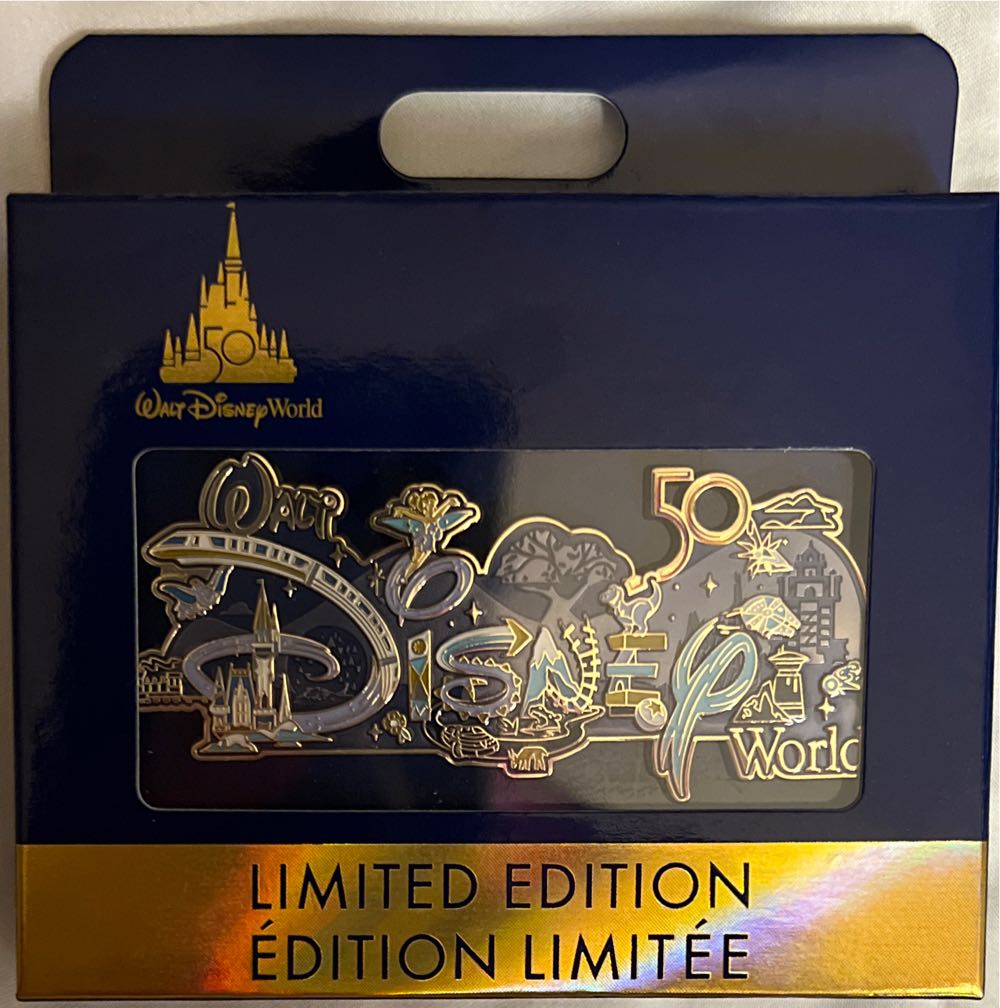 50
WALT DISNEY World
WALT
50
DISNEY
World
LIMITED EDITION
ÉDITION LIMITÉE